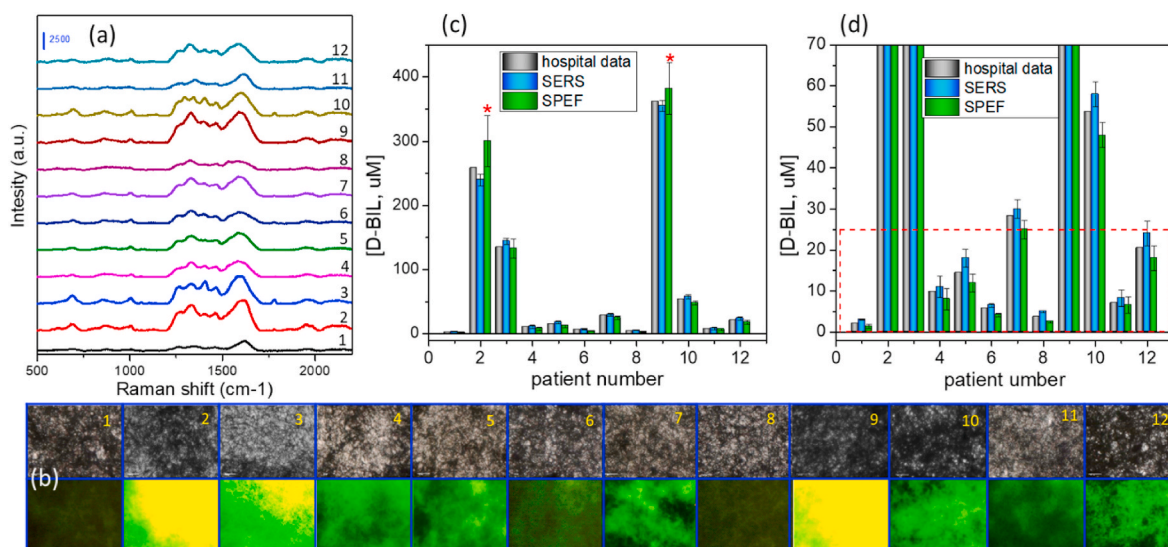 (a)
2500
12
11
10
9
8
7
6
5
4
3
2
1
Intesity (a.u.)
500 1000 1500 2000
Raman shift (cm-1)
(c)
hospital data
SERS
SPEF
*
*
[D-BIL, uM]
400
300
200
100
0
0 2 4 6 8 10 12
patient number
(d)
hospital data
SERS
SPEF
[D-BIL, uM]
70
60
50
40
30
20
10
0
0 2 4 6 8 10 12
patient umber
(b)
1 2 3 4 5 6 7 8 9 10 11 12